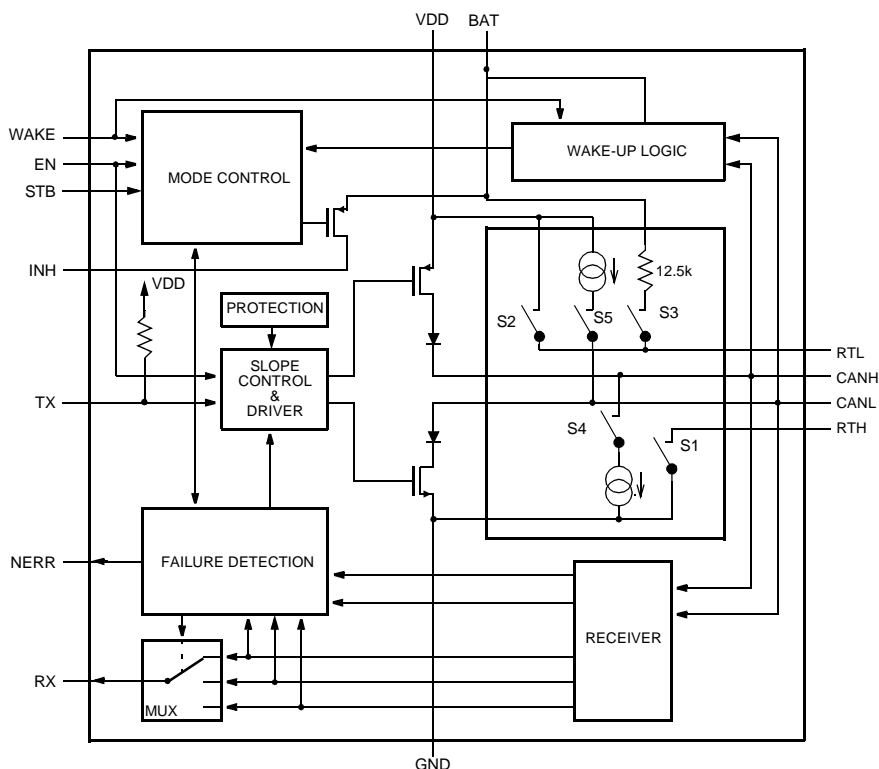 VDD BAT
WAKE
EN
STB
MODE CONTROL
WAKE-UP LOGIC
INH
VDD
12.5k
PROTECTION
S2
S5
S3
SLOPE
CONTROL
&
DRIVER
RTL
CANH
CANL
RTH
TX
S4
S1
NERR
FAILURE DETECTION
RECEIVER
RX
MUX
GND